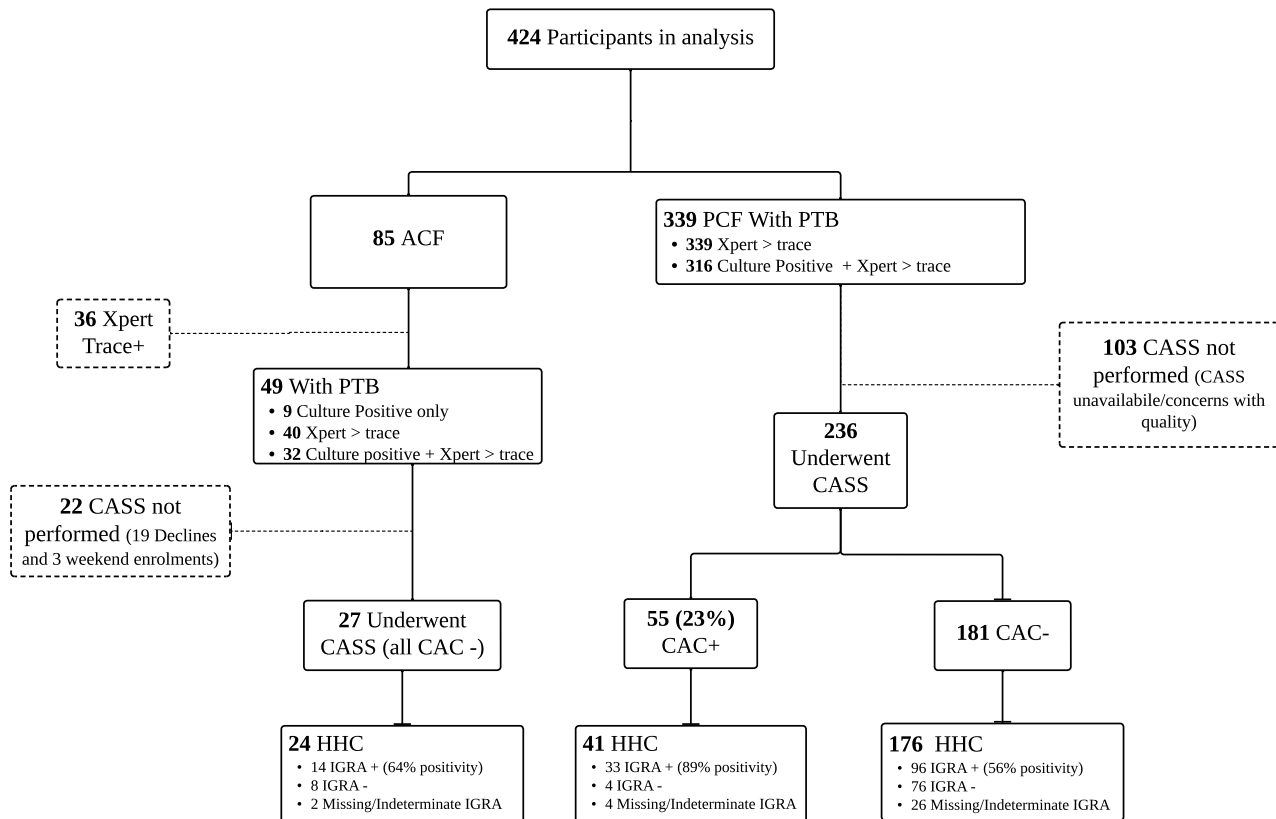 424 Participants in analysis
85 ACF
339 PCF With PTB
• 339 Xpert > trace
• 316 Culture Positive + Xpert > trace
36 Xpert
Trace+
103 CASS not
performed (CASS
unavailabile/concerns with
quality)
49 With PTB
• 9 Culture Positive only
• 40 Xpert > trace
• 32 Culture positive + Xpert > trace
236
Underwent
CASS
22 CASS not
performed (19 Declines
and 3 weekend enrolments)
27 Underwent
CASS (all CAC -)
55 (23%)
CAC+
181 CAC-
24 HHC
• 14 IGRA + (64% positivity)
• 8 IGRA -
• 2 Missing/Indeterminate IGRA
41 HHC
• 33 IGRA + (89% positivity)
• 4 IGRA -
• 4 Missing/Indeterminate IGRA
176 HHC
• 96 IGRA + (56% positivity)
• 76 IGRA -
• 26 Missing/Indeterminate IGRA